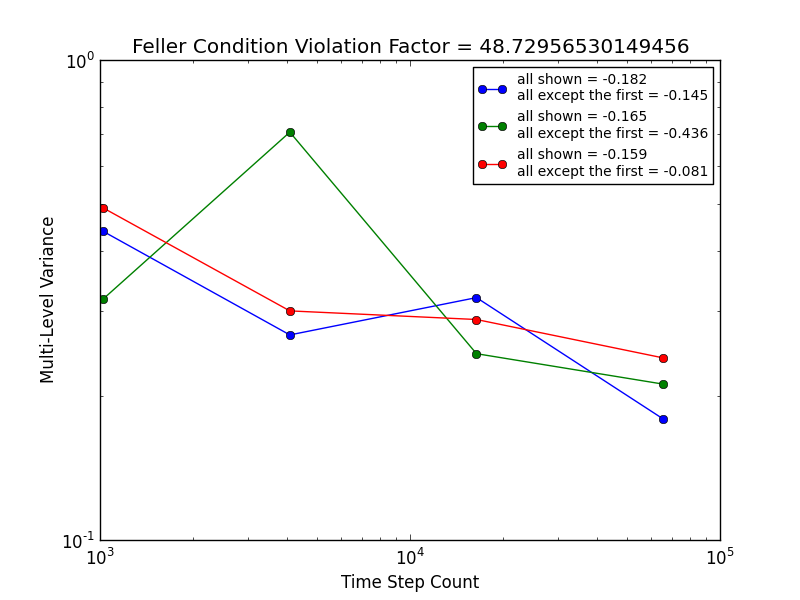 Feller Condition Violation Factor = 48.72956530149456
10^0
all shown = -0.182
all except the first = -0.145
all shown = -0.165
all except the first = -0.436
all shown = -0.159
all except the first = -0.081
Multi-Level Variance
10^-1
10^3
10^4
10^5
Time Step Count